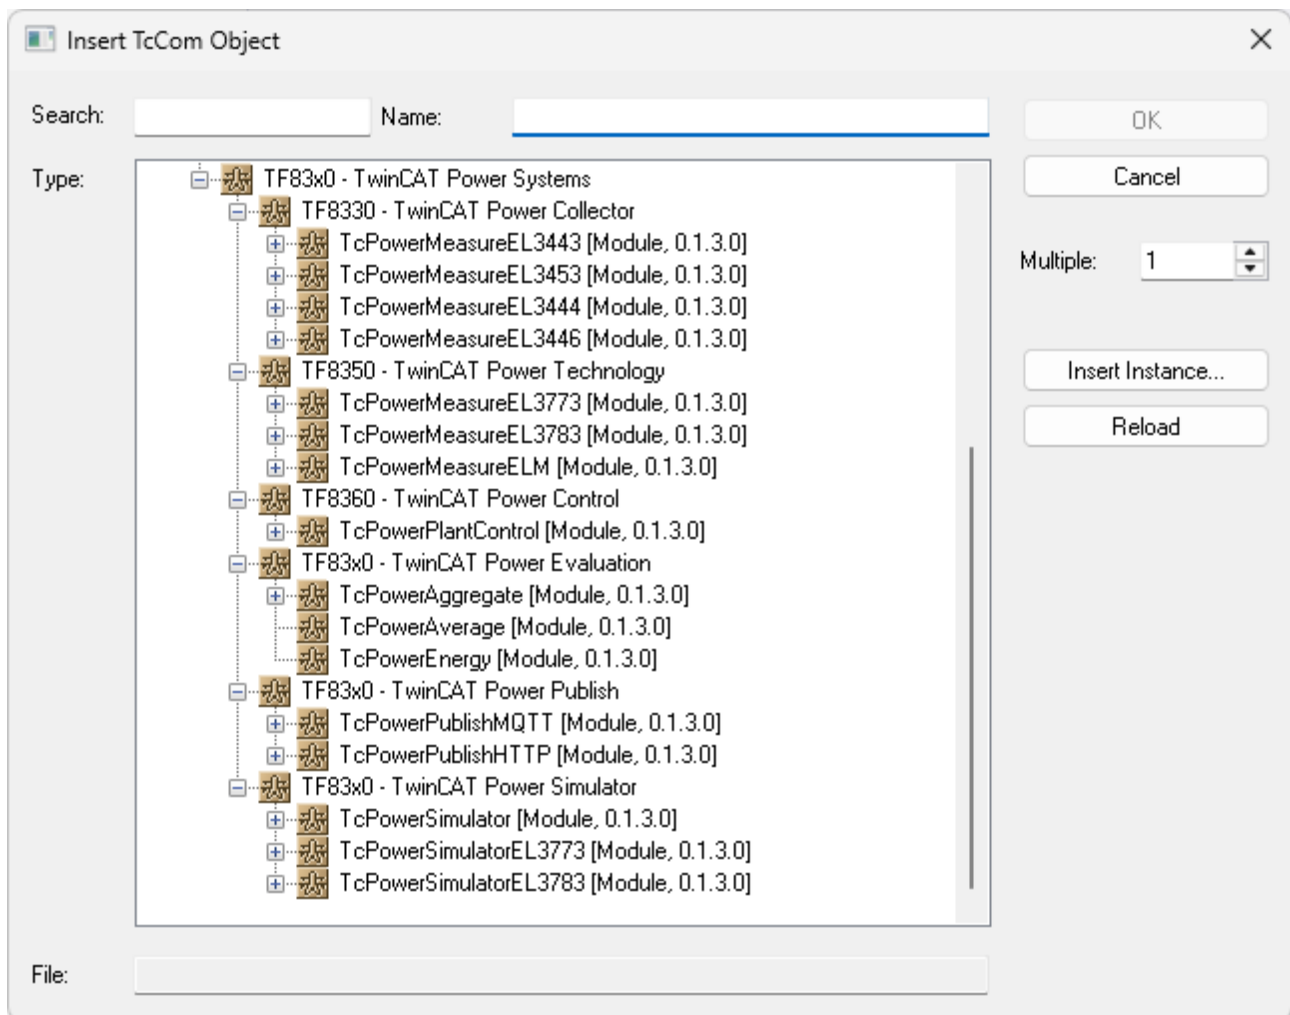 Insert TcCom Object
Search:
Name:
OK
Type:
Cancel
Multiple:
1
Insert Instance...
Reload
TF83x0 - TwinCAT Power Systems
TF8330 - TwinCAT Power Collector
TcPowerMeasureEL3443 [Module, 0.1.3.0]
TcPowerMeasureEL3453 [Module, 0.1.3.0]
TcPowerMeasureEL3444 [Module, 0.1.3.0]
TcPowerMeasureEL3446 [Module, 0.1.3.0]
TF8350 - TwinCAT Power Technology
TcPowerMeasureEL3773 [Module, 0.1.3.0]
TcPowerMeasureEL3783 [Module, 0.1.3.0]
TcPowerMeasureELM [Module, 0.1.3.0]
TF8360 - TwinCAT Power Control
TcPowerPlantControl [Module, 0.1.3.0]
TF83x0 - TwinCAT Power Evaluation
TcPowerAggregate [Module, 0.1.3.0]
TcPowerAverage [Module, 0.1.3.0]
TcPowerEnergy [Module, 0.1.3.0]
TF83x0 - TwinCAT Power Publish
TcPowerPublishMQTT [Module, 0.1.3.0]
TcPowerPublishHTTP [Module, 0.1.3.0]
TF83x0 - TwinCAT Power Simulator
TcPowerSimulator [Module, 0.1.3.0]
TcPowerSimulatorEL3773 [Module, 0.1.3.0]
TcPowerSimulatorEL3783 [Module, 0.1.3.0]
File: